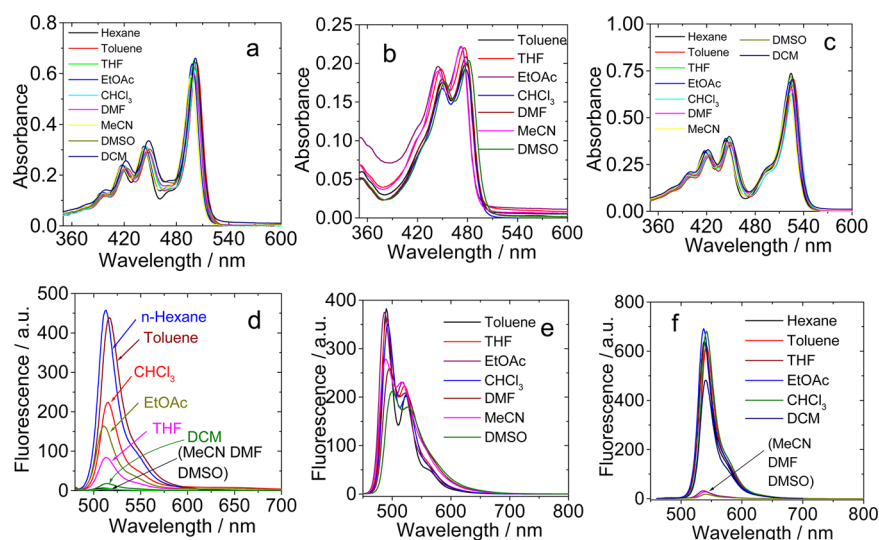 a
Absorbance
0.8
0.6
0.4
0.2
0.0
Hexane
Toluene
THF
EtOAc
CHCl3
DMF
MeCN
DMSO
DCM
360 420 480 540 600
Wavelength / nm
b
Absorbance
0.25
0.20
0.15
0.10
0.05
0.00
Toluene
THF
EtOAc
CHCl3
DMF
MeCN
DMSO
360 420 480 540 600
Wavelength / nm
c
Absorbance
1.00
0.75
0.50
0.25
0.00
Hexane
Toluene
THF
EtOAc
CHCl3
DMF
MeCN
DMSO
DCM
360 420 480 540 600
Wavelength / nm
d
Fluorescence / a.u.
500
400
300
200
100
0
n-Hexane
Toluene
CHCl3
EtOAc
THF
DCM
(MeCN DMF
DMSO)
500 550 600 650 700
Wavelength / nm
e
Fluorescence / a.u.
400
300
200
100
0
Toluene
THF
EtOAc
CHCl3
DMF
MeCN
DMSO
500 600 700 800
Wavelength / nm
f
Fluorescence / a.u.
800
600
400
200
0
Hexane
Toluene
THF
EtOAc
CHCl3
DCM
(MeCN
DMF
DMSO)
500 600 700 800
Wavelength / nm